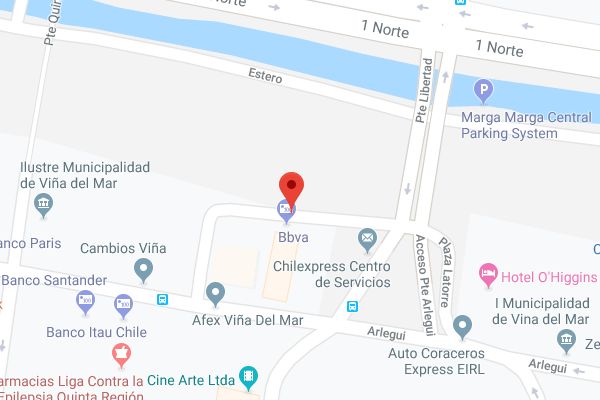 Pte Quin
1 Norte
1 Norte
Estero
Pte Libertad
P
Marga Marga Central
Parking System
Ilustre Municipalidad
de Viña del Mar
Bbva
anco Paris
Cambios Viña
Chilexpress Centro
de Servicios
Acceso Pte Arlegui
Plaza Latorre
Hotel O'Higgins
Banco Santander
I Municipalidad
de Vina del Mar
Banco Itau Chile
Afex Viña Del Mar
Arlegui
Ze
Auto Coraceros
Express EIRL
Arlegui
armacias Liga Contra la
Epilepsia Quinta Región
Cine Arte Ltda